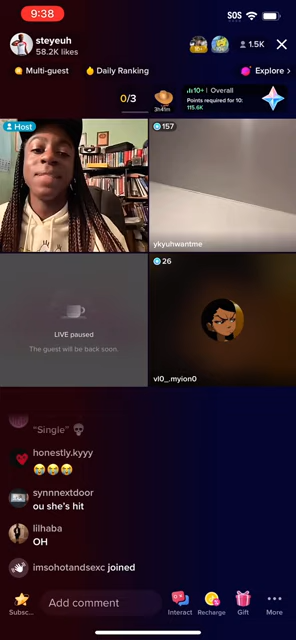 9:38
SOS
steyeuh
58.2K likes
1.5K
Multi-guest
Daily Ranking
Explore >
0/3
3h41m
10+ | Overall
Points required for 10:
115.6K
Host
157
ykyuhwantme
LIVE paused
The guest will be back soon.
26
vl0_.myion0
"Single" 💀
honestly.kyyy
😭😭😭
synnnextdoor
ou she's hit
lilhaba
OH
imsohotandsexc joined
Subsc...
Add comment
Interact
Recharge
Gift
More